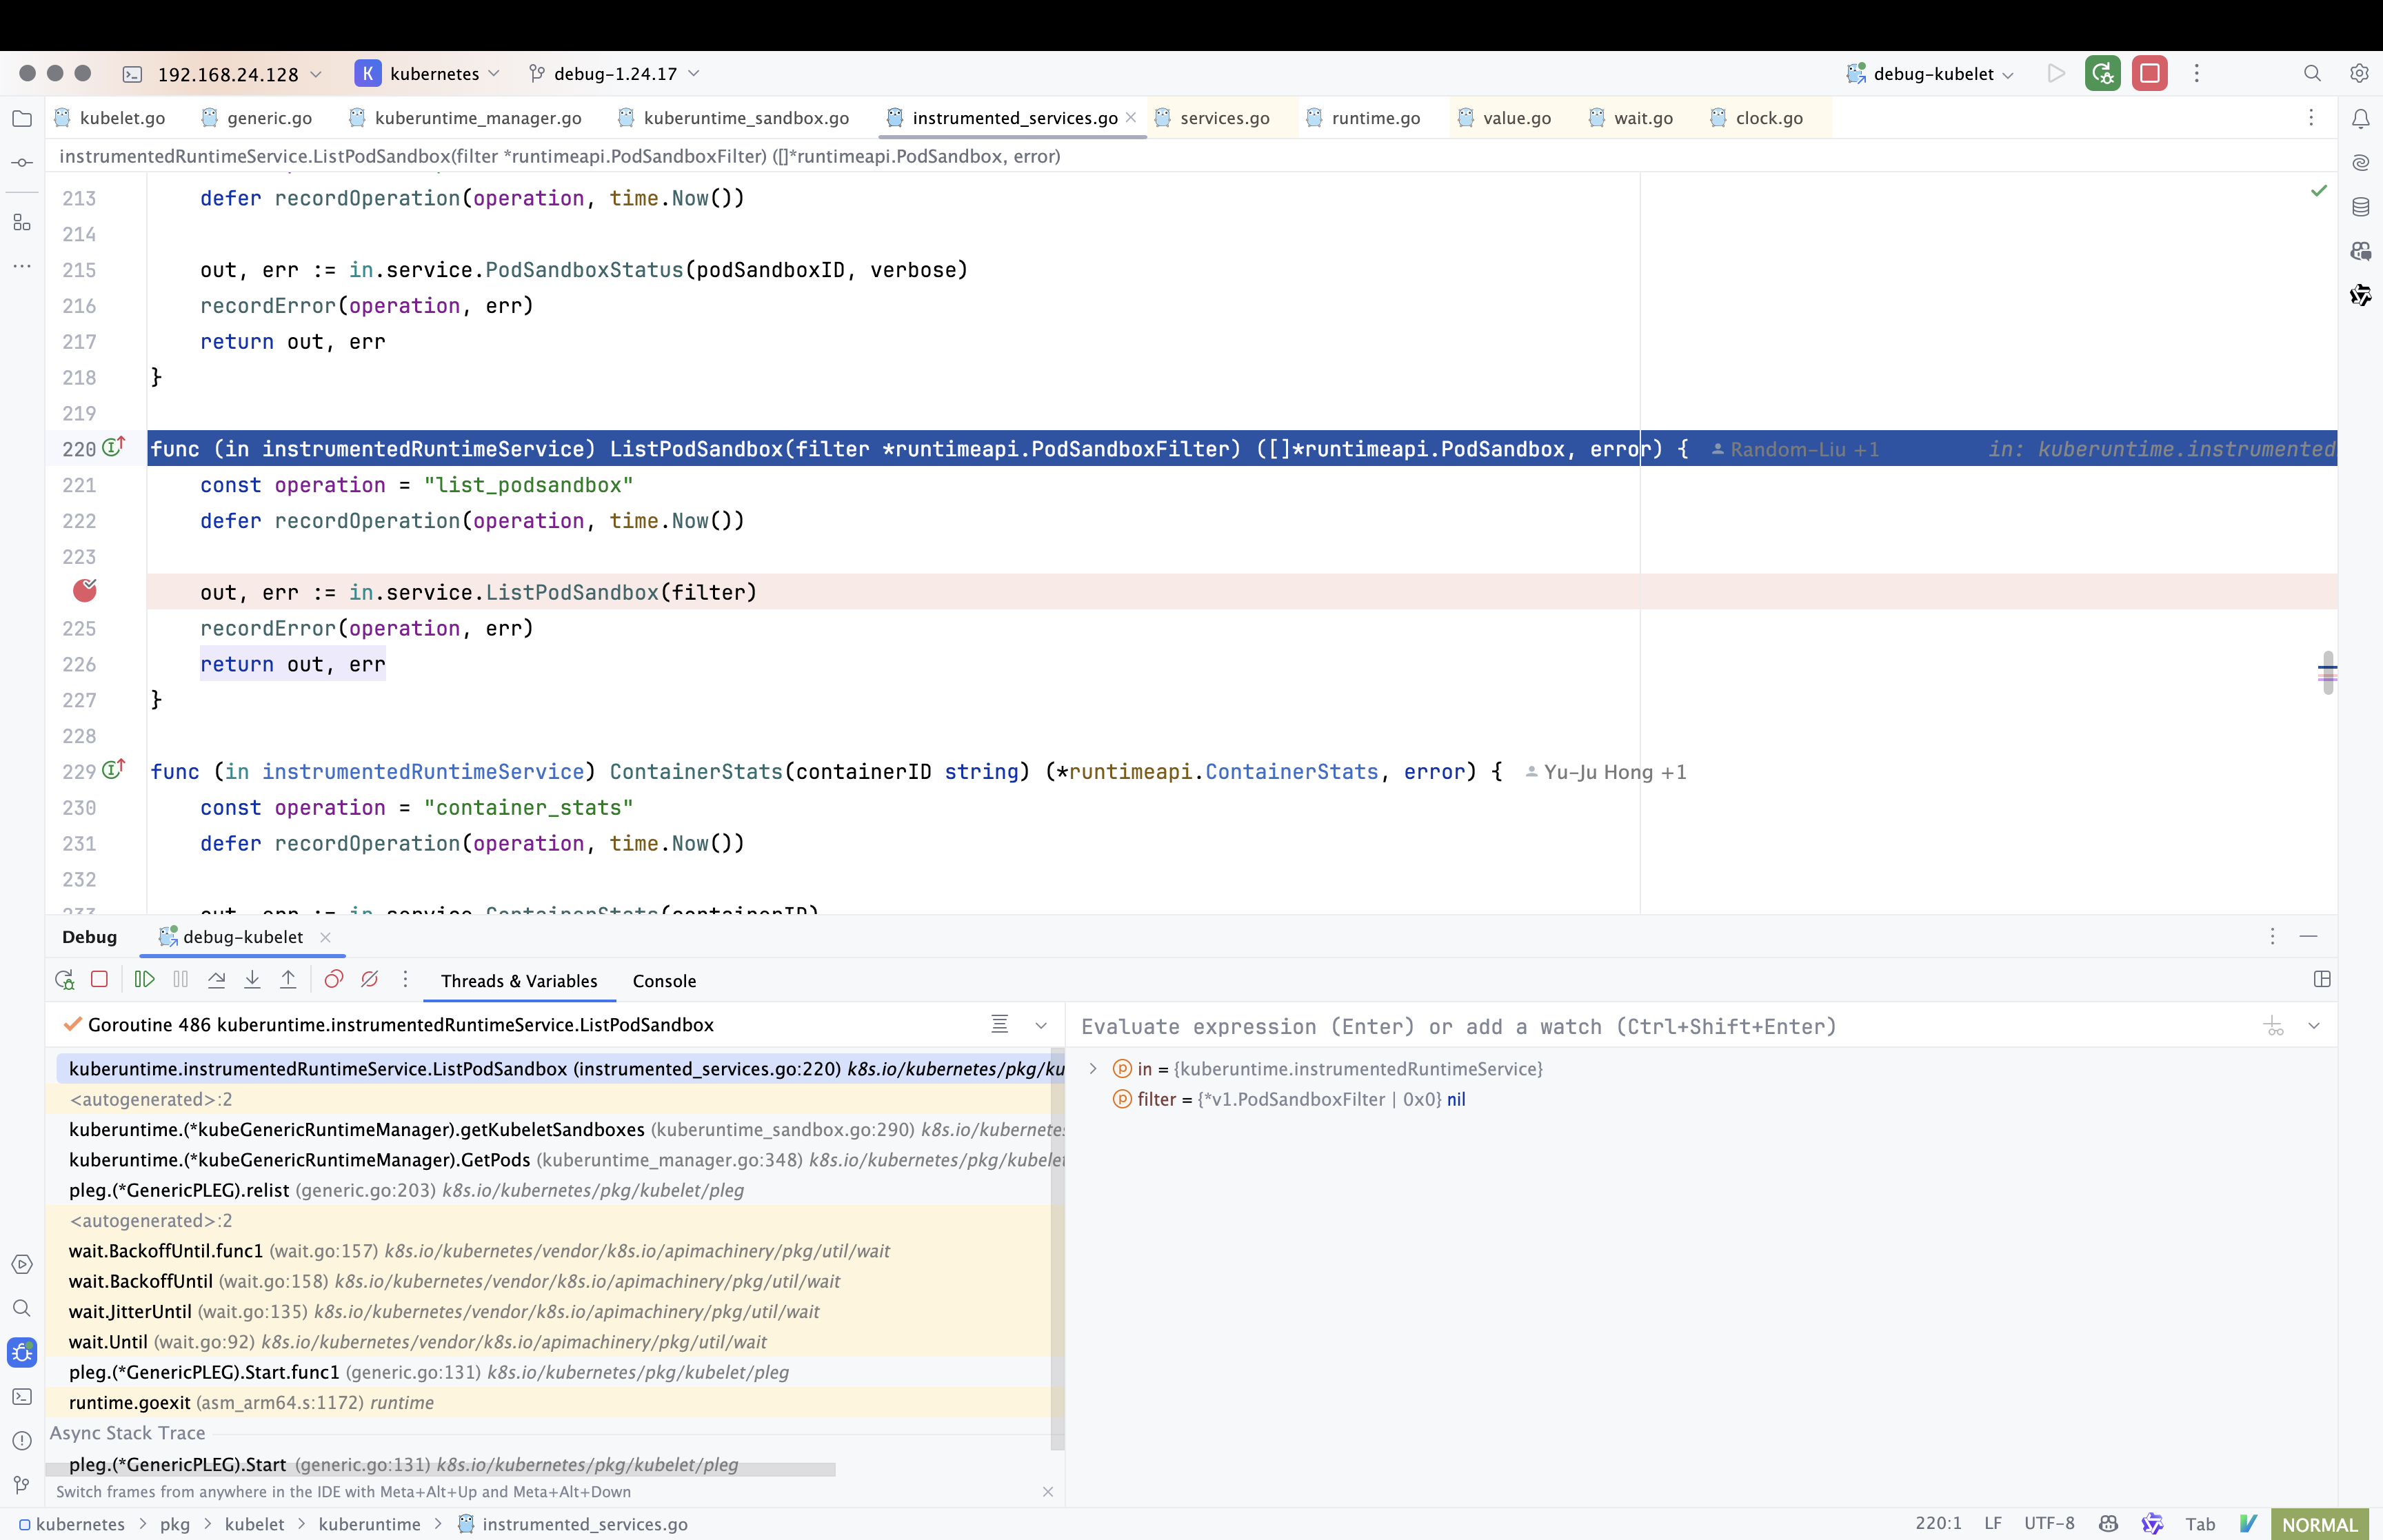 192.168.24.128
K kubernetes
debug-1.24.17
debug-kubelet
kubelet.go generic.go kuberuntime_manager.go kuberuntime_sandbox.go instrumented_services.go services.go runtime.go value.go wait.go clock.go
instrumentedRuntimeService.ListPodSandbox(filter *runtimeapi.PodSandboxFilter) ([]*runtimeapi.PodSandbox, error)
213 defer recordOperation(operation, time.Now())
214
215 out, err := in.service.PodSandboxStatus(podSandboxID, verbose)
216 recordError(operation, err)
217 return out, err
218 }
219
220 func (in instrumentedRuntimeService) ListPodSandbox(filter *runtimeapi.PodSandboxFilter) ([]*runtimeapi.PodSandbox, error) { Random-Liu +1 in: kuberuntime.instrumented
221 const operation = "list_podsandbox"
222 defer recordOperation(operation, time.Now())
223
out, err := in.service.ListPodSandbox(filter)
225 recordError(operation, err)
226 return out, err
227 }
228
229 func (in instrumentedRuntimeService) ContainerStats(containerID string) (*runtimeapi.ContainerStats, error) { Yu-Ju Hong +1
230 const operation = "container_stats"
231 defer recordOperation(operation, time.Now())
232
233 out, err := in.service.ContainerStats(containerID)
Debug debug-kubelet
Threads & Variables Console
Goroutine 486 kuberuntime.instrumentedRuntimeService.ListPodSandbox
Evaluate expression (Enter) or add a watch (Ctrl+Shift+Enter)
kuberuntime.instrumentedRuntimeService.ListPodSandbox (instrumented_services.go:220) k8s.io/kubernetes/pkg/ku
<autogenerated>:2
kuberuntime.(*kubeGenericRuntimeManager).getKubeletSandboxes (kuberuntime_sandbox.go:290) k8s.io/kubernetes
kuberuntime.(*kubeGenericRuntimeManager).GetPods (kuberuntime_manager.go:348) k8s.io/kubernetes/pkg/kubelet
pleg.(*GenericPLEG).relist (generic.go:203) k8s.io/kubernetes/pkg/kubelet/pleg
<autogenerated>:2
wait.BackoffUntil.func1 (wait.go:157) k8s.io/kubernetes/vendor/k8s.io/apimachinery/pkg/util/wait
wait.BackoffUntil (wait.go:158) k8s.io/kubernetes/vendor/k8s.io/apimachinery/pkg/util/wait
wait.JitterUntil (wait.go:135) k8s.io/kubernetes/vendor/k8s.io/apimachinery/pkg/util/wait
wait.Until (wait.go:92) k8s.io/kubernetes/vendor/k8s.io/apimachinery/pkg/util/wait
pleg.(*GenericPLEG).Start.func1 (generic.go:131) k8s.io/kubernetes/pkg/kubelet/pleg
runtime.goexit (asm_arm64.s:1172) runtime
Async Stack Trace
pleg.(*GenericPLEG).Start (generic.go:131) k8s.io/kubernetes/pkg/kubelet/pleg
Switch frames from anywhere in the IDE with Meta+Alt+Up and Meta+Alt+Down
in = {kuberuntime.instrumentedRuntimeService}
filter = {*v1.PodSandboxFilter | 0x0} nil
kubernetes > pkg > kubelet > kuberuntime > instrumented_services.go
220:1 LF UTF-8 Tab NORMAL